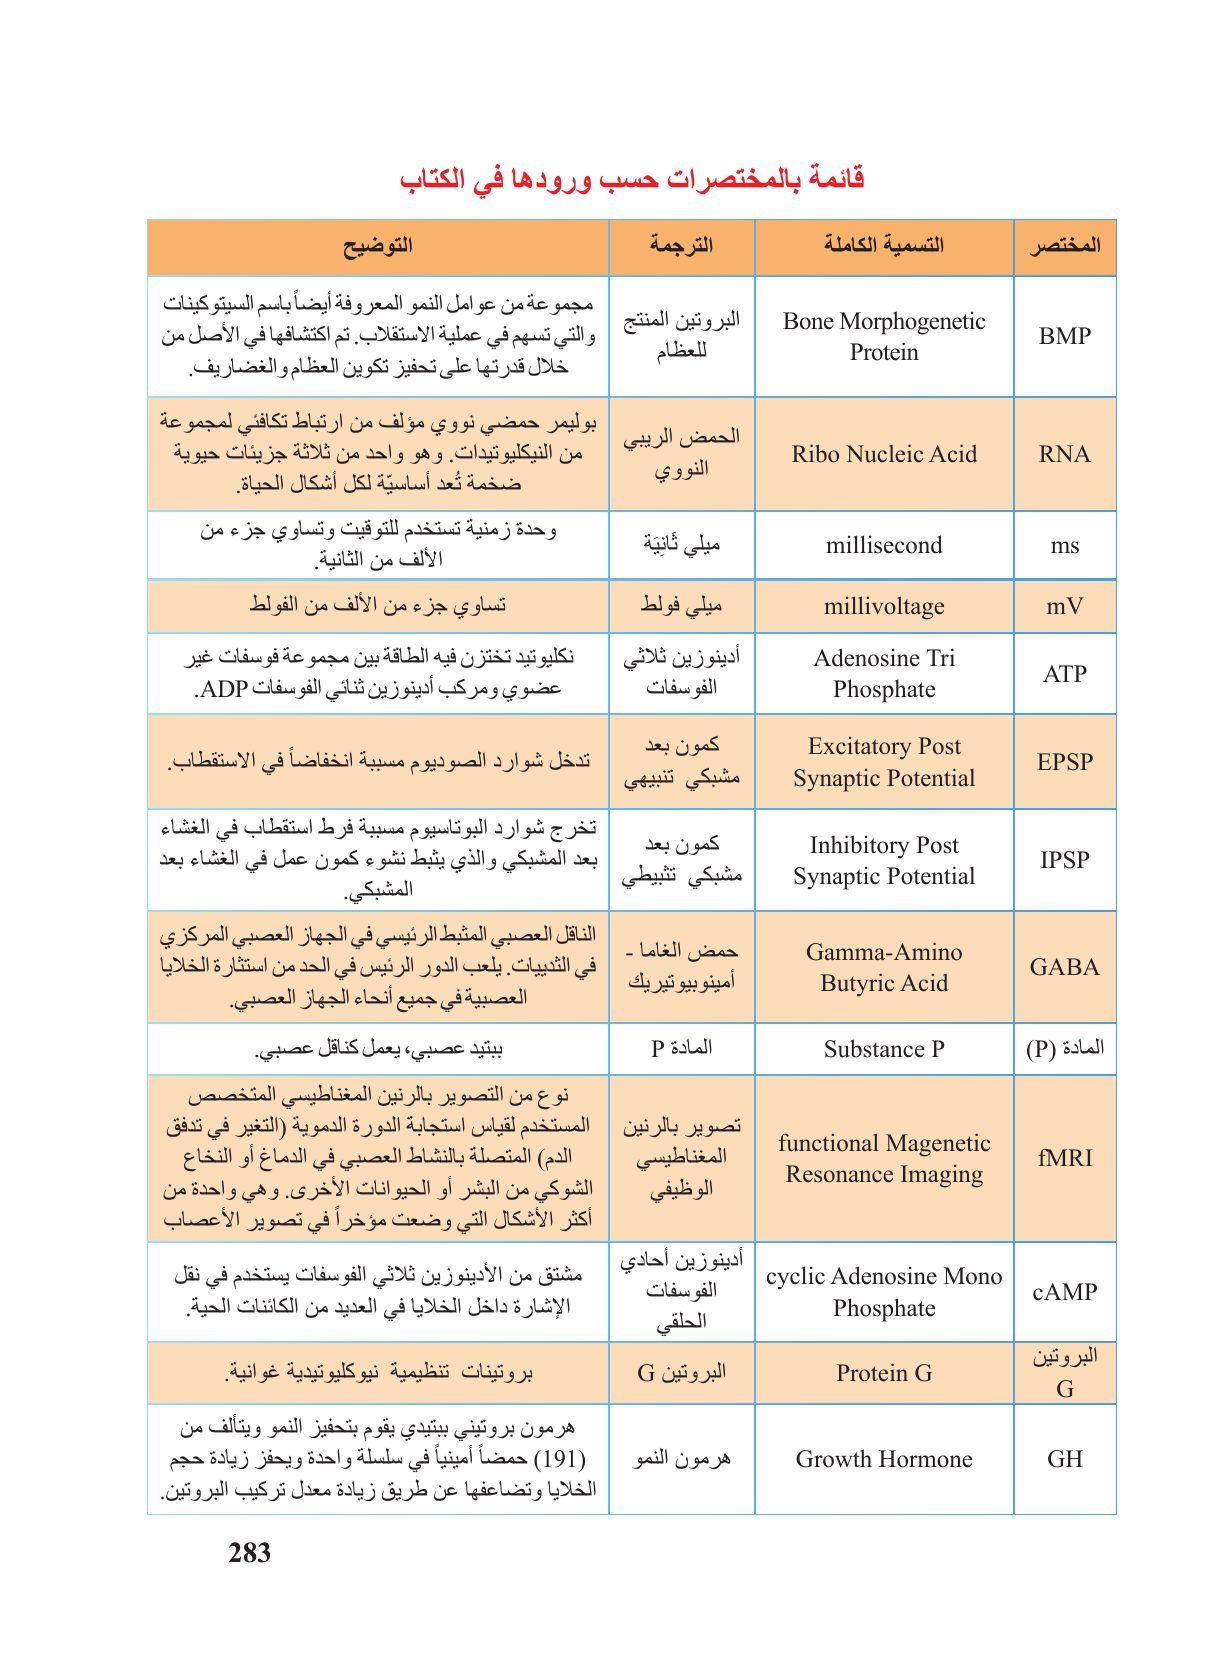 قائمة بالمختصرات حسب ورودها في الكتاب
المختصر
التسمية الكاملة
الترجمة
التوضيح
BMP
Bone Morphogenetic
Protein
البروتين المنتج
للعظام
مجموعة من عوامل النمو المعروفة أيضاً باسم السيتوكينات
والتي تسهم في عملية الاستقلاب. تم اكتشافها في الأصل من
خلال قدرتها على تحفيز تكوين العظام والغضاريف.
RNA
Ribo Nucleic Acid
الحمض الريبي
النووي
بوليمر حمضي نووي مؤلف من ارتباط تكافئي لمجموعة
من النيكليوتيدات. وهو واحد من ثلاثة جزيئات حيوية
ضخمة تُعد أساسيّة لكل أشكال الحياة.
ms
millisecond
ميلي ثَانِيَة
وحدة زمنية تستخدم للتوقيت وتساوي جزء من
الألف من الثانية.
mV
millivoltage
ميلي فولط
تساوي جزء من الألف من الفولط
ATP
Adenosine Tri
Phosphate
أدينوزين ثلاثي
الفوسفات
نكليوتيد تختزن فيه الطاقة بين مجموعة فوسفات غير
عضوي ومركب أدينوزين ثنائي الفوسفات ADP.
EPSP
Excitatory Post
Synaptic Potential
كمون بعد
مشبكي تنبيهي
تدخل شوارد الصوديوم مسببة انخفاضاً في الاستقطاب.
IPSP
Inhibitory Post
Synaptic Potential
كمون بعد
مشبكي تثبيطي
تخرج شوارد البوتاسيوم مسببة فرط استقطاب في الغشاء
بعد المشبكي والذي يثبط نشوء كمون عمل في الغشاء بعد
المشبكي.
GABA
Gamma-Amino
Butyric Acid
حمض الغاما -
أمينوبيوتيريك
الناقل العصبي المثبط الرئيسي في الجهاز العصبي المركزي
في الثدييات. يلعب الدور الرئيس في الحد من استثارة الخلايا
العصبية في جميع أنحاء الجهاز العصبي.
المادة (P)
Substance P
المادة P
ببتيد عصبي، يعمل كناقل عصبي.
fMRI
functional Magenetic
Resonance Imaging
تصوير بالرنين
المغناطيسي
الوظيفي
نوع من التصوير بالرنين المغناطيسي المتخصص
المستخدم لقياس استجابة الدورة الدموية (التغير في تدفق
الدم) المتصلة بالنشاط العصبي في الدماغ أو النخاع
الشوكي من البشر أو الحيوانات الأخرى. وهي واحدة من
أكثر الأشكال التي وضعت مؤخراً في تصوير الأعصاب
cAMP
cyclic Adenosine Mono
Phosphate
أدينوزين أحادي
الفوسفات
الحلقي
مشتق من الأدينوزين ثلاثي الفوسفات يستخدم في نقل
الإشارة داخل الخلايا في العديد من الكائنات الحية.
البروتين
G
Protein G
البروتين G
بروتينات تنظيمية نيوكليوتيدية غوانية.
GH
Growth Hormone
هرمون النمو
هرمون بروتيني ببتيدي يقوم بتحفيز النمو ويتألف من
(191) حمضاً أمينياً في سلسلة واحدة ويحفز زيادة حجم
الخلايا وتضاعفها عن طريق زيادة معدل تركيب البروتين.
283